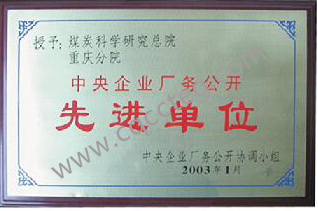 授予：煤炭科学研究总院
重庆分院
中央企业厂务公开
先进单位
中央企业厂务公开协调小组
2003年1月